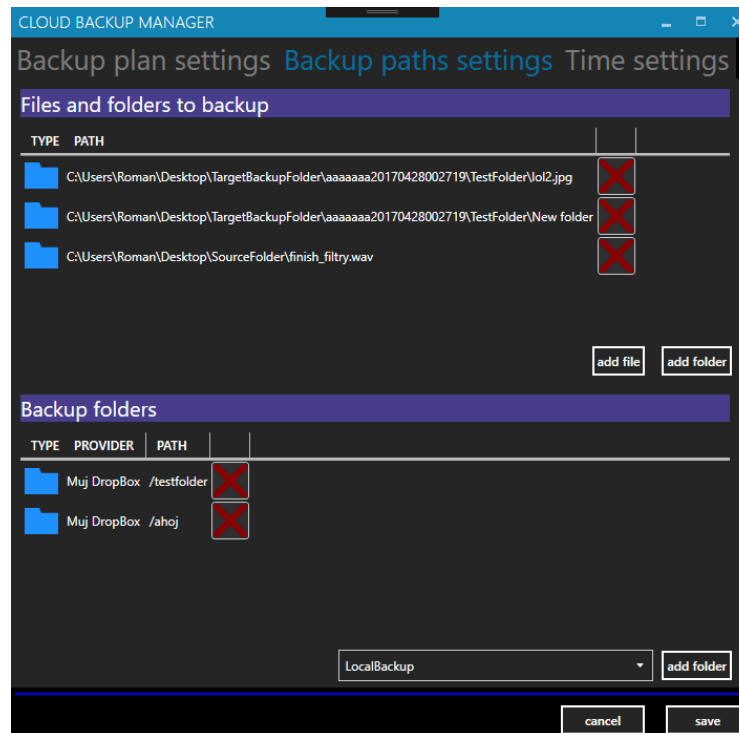 CLOUD BACKUP MANAGER
Backup plan settings Backup paths settings Time settings
Files and folders to backup
TYPE PATH
C:\Users\Roman\Desktop\TargetBackupFolder\aaaaaaa20170428002719\TestFolder\lol2.jpg
C:\Users\Roman\Desktop\TargetBackupFolder\aaaaaaa20170428002719\TestFolder\New folder
C:\Users\Roman\Desktop\SourceFolder\finish_filtry.wav
add file add folder
Backup folders
TYPE PROVIDER PATH
Muj DropBox /testfolder
Muj DropBox /ahoj
LocalBackup add folder
cancel save